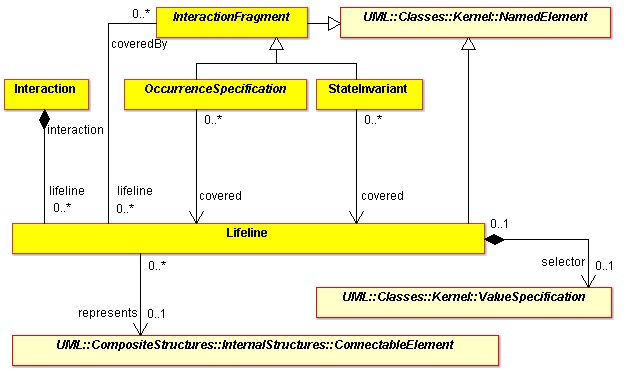 0..*
InteractionFragment
UML::Classes::Kernel::NamedElement
coveredBy
Interaction
OccurrenceSpecification
StateInvariant
0..*
0..*
interaction
lifeline
lifeline
covered
covered
0..*
0..*
Lifeline
0..1
0..*
selector
0..1
UML::Classes::Kernel::ValueSpecification
represents
0..1
UML::CompositeStructures::InternalStructures::ConnectableElement